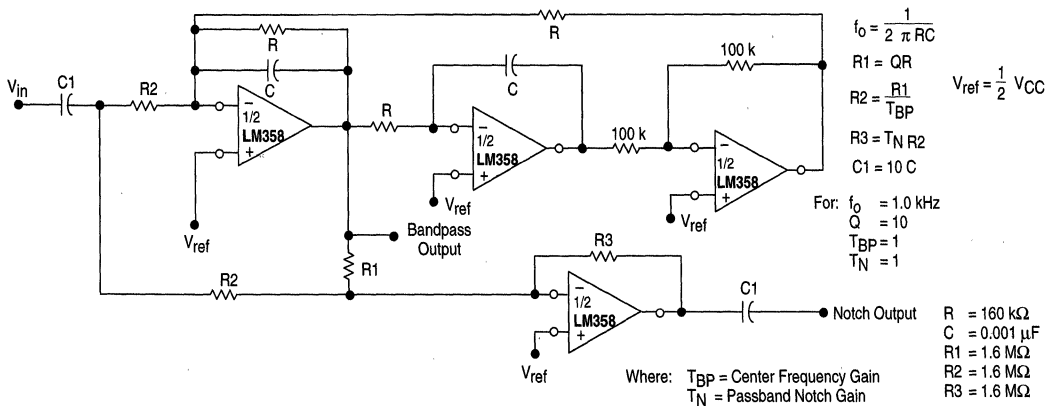 R
R
C
100 k
V_in
C1
R2
−
1/2
LM358
+
V_ref
R
C
−
1/2
LM358
+
V_ref
100 k
−
1/2
LM358
+
V_ref
Bandpass
Output
R1
R2
R3
−
1/2
LM358
+
V_ref
C1
Notch Output
f_o = 1 / 2 π RC
R1 = QR
R2 = R1 / T_BP
R3 = T_N R2
C1 = 10 C
V_ref = 1/2 V_CC
For: f_o = 1.0 kHz
Q = 10
T_BP = 1
T_N = 1
R = 160 kΩ
C = 0.001 µF
R1 = 1.6 MΩ
R2 = 1.6 MΩ
R3 = 1.6 MΩ
Where: T_BP = Center Frequency Gain
T_N = Passband Notch Gain